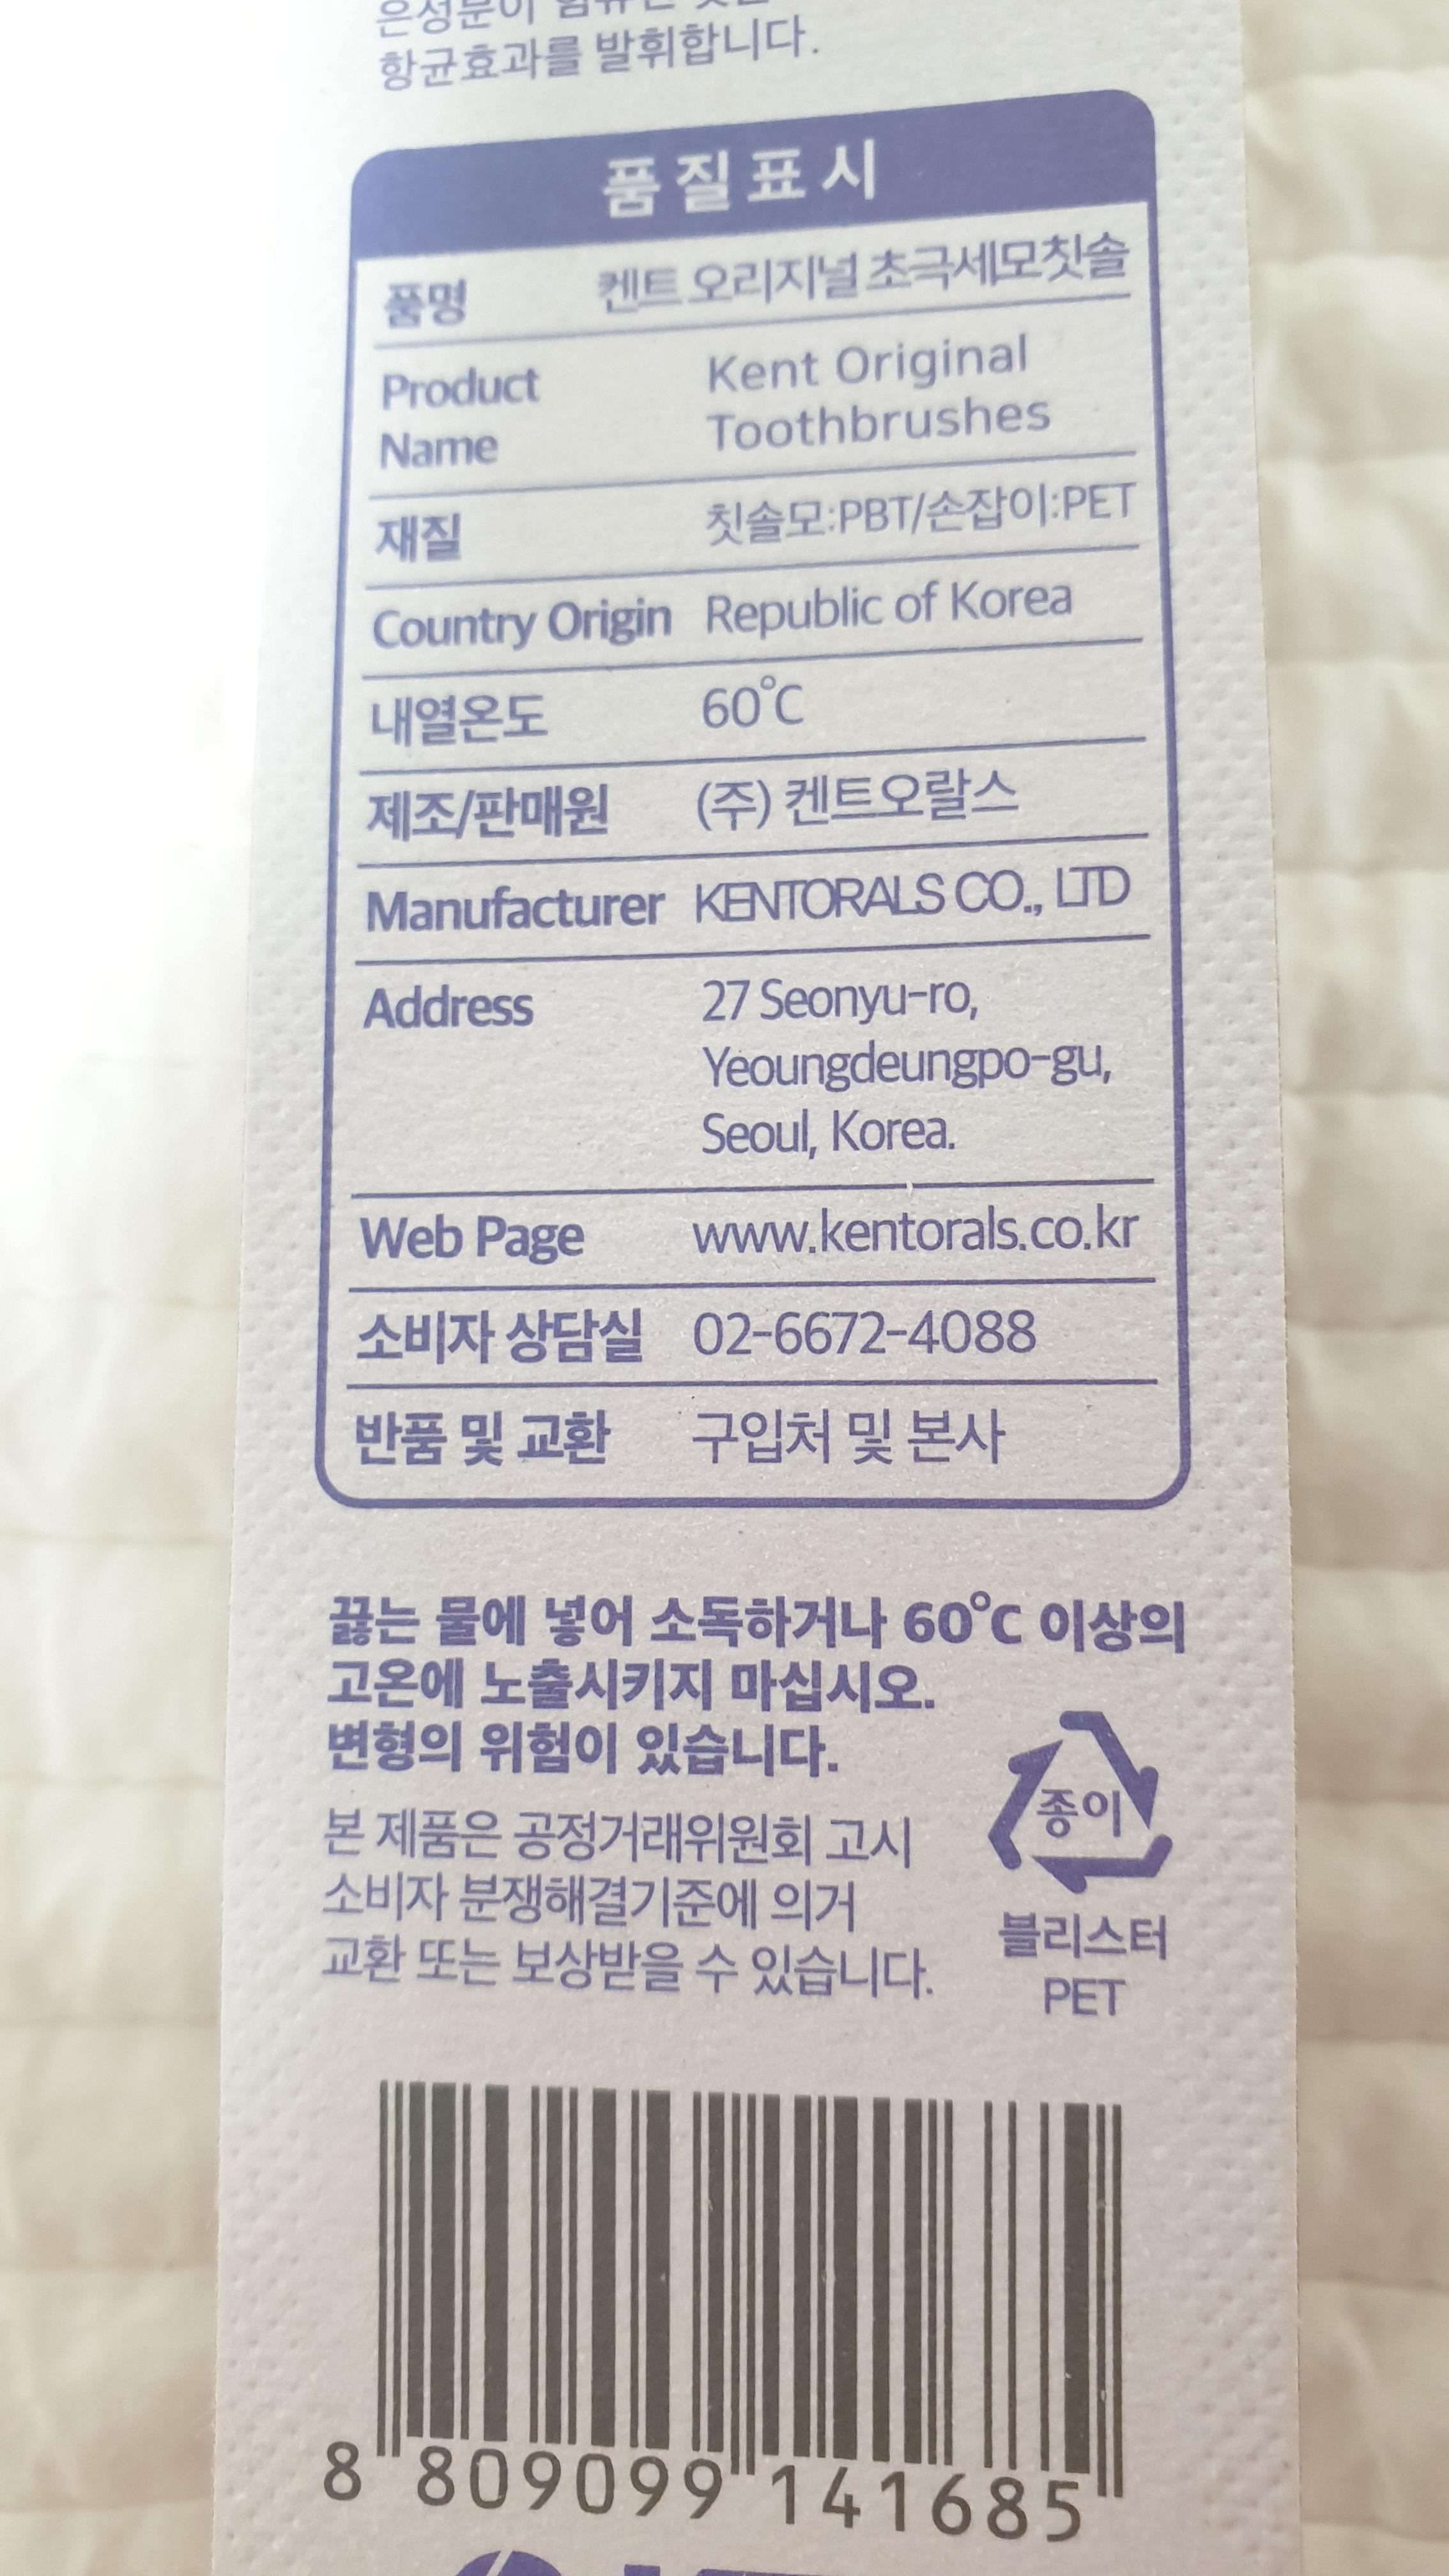 항균효과를 발휘합니다.
품질표시
품명 켄트 오리지널 초극세모칫솔
Product Name Kent Original
Toothbrushes
재질 칫솔모:PBT/손잡이:PET
Country Origin Republic of Korea
내열온도 60°C
제조/판매원 (주) 켄트오랄스
Manufacturer KENTORALS CO., LTD
Address 27 Seonyu-ro,
Yeoungdeungpo-gu,
Seoul, Korea.
Web Page www.kentorals.co.kr
소비자 상담실 02-6672-4088
반품 및 교환 구입처 및 본사
끓는 물에 넣어 소독하거나 60°C 이상의
고온에 노출시키지 마십시오.
변형의 위험이 있습니다.
본 제품은 공정거래위원회 고시
소비자 분쟁해결기준에 의거
교환 또는 보상받을 수 있습니다.
종이
블리스터
PET
8 809099 141685